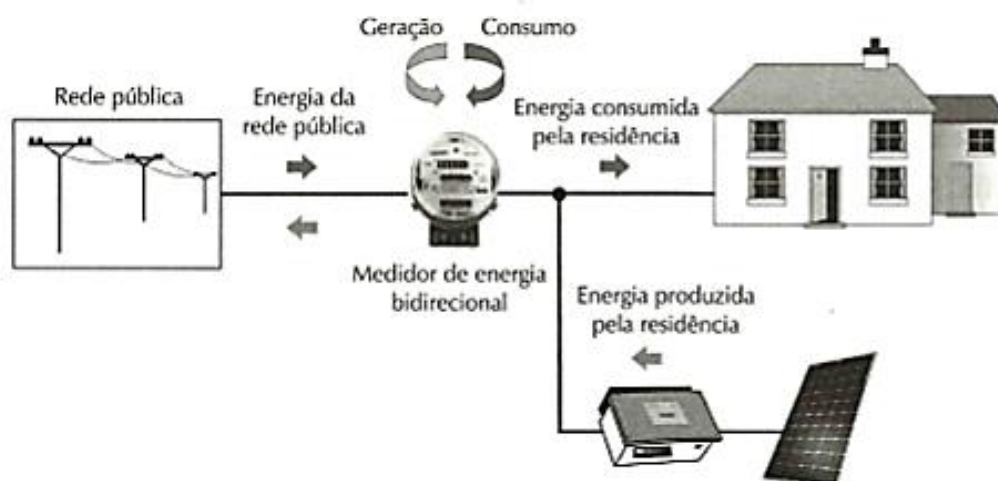 Geração Consumo
Rede pública
Energia da
rede pública
Energia consumida
pela residência
Medidor de energia
bidirecional
Energia produzida
pela residência